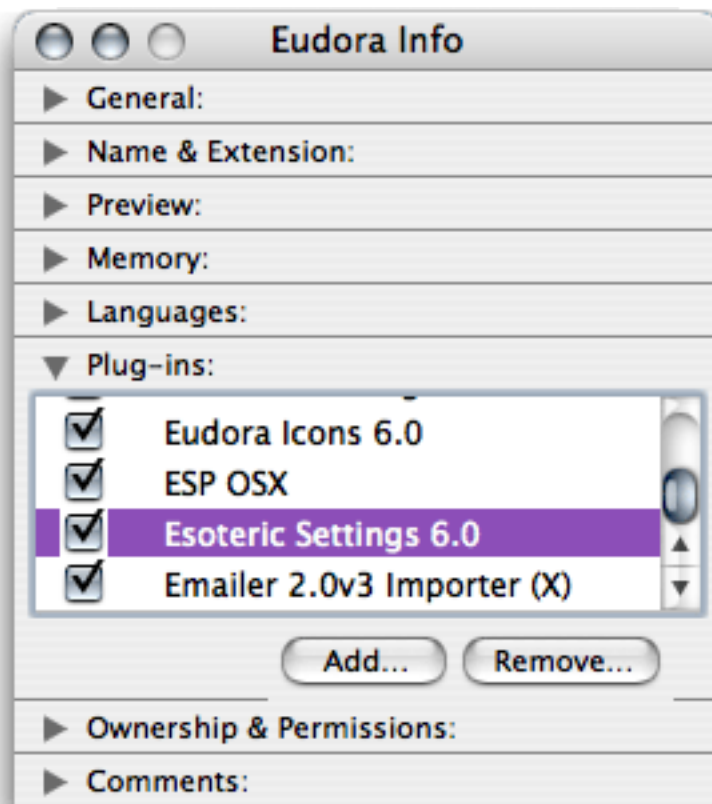 Eudora Info
General:
Name & Extension:
Preview:
Memory:
Languages:
Plug-ins:
Eudora Icons 6.0
ESP OSX
Esoteric Settings 6.0
Emailer 2.0v3 Importer (X)
Add... Remove...
Ownership & Permissions:
Comments: